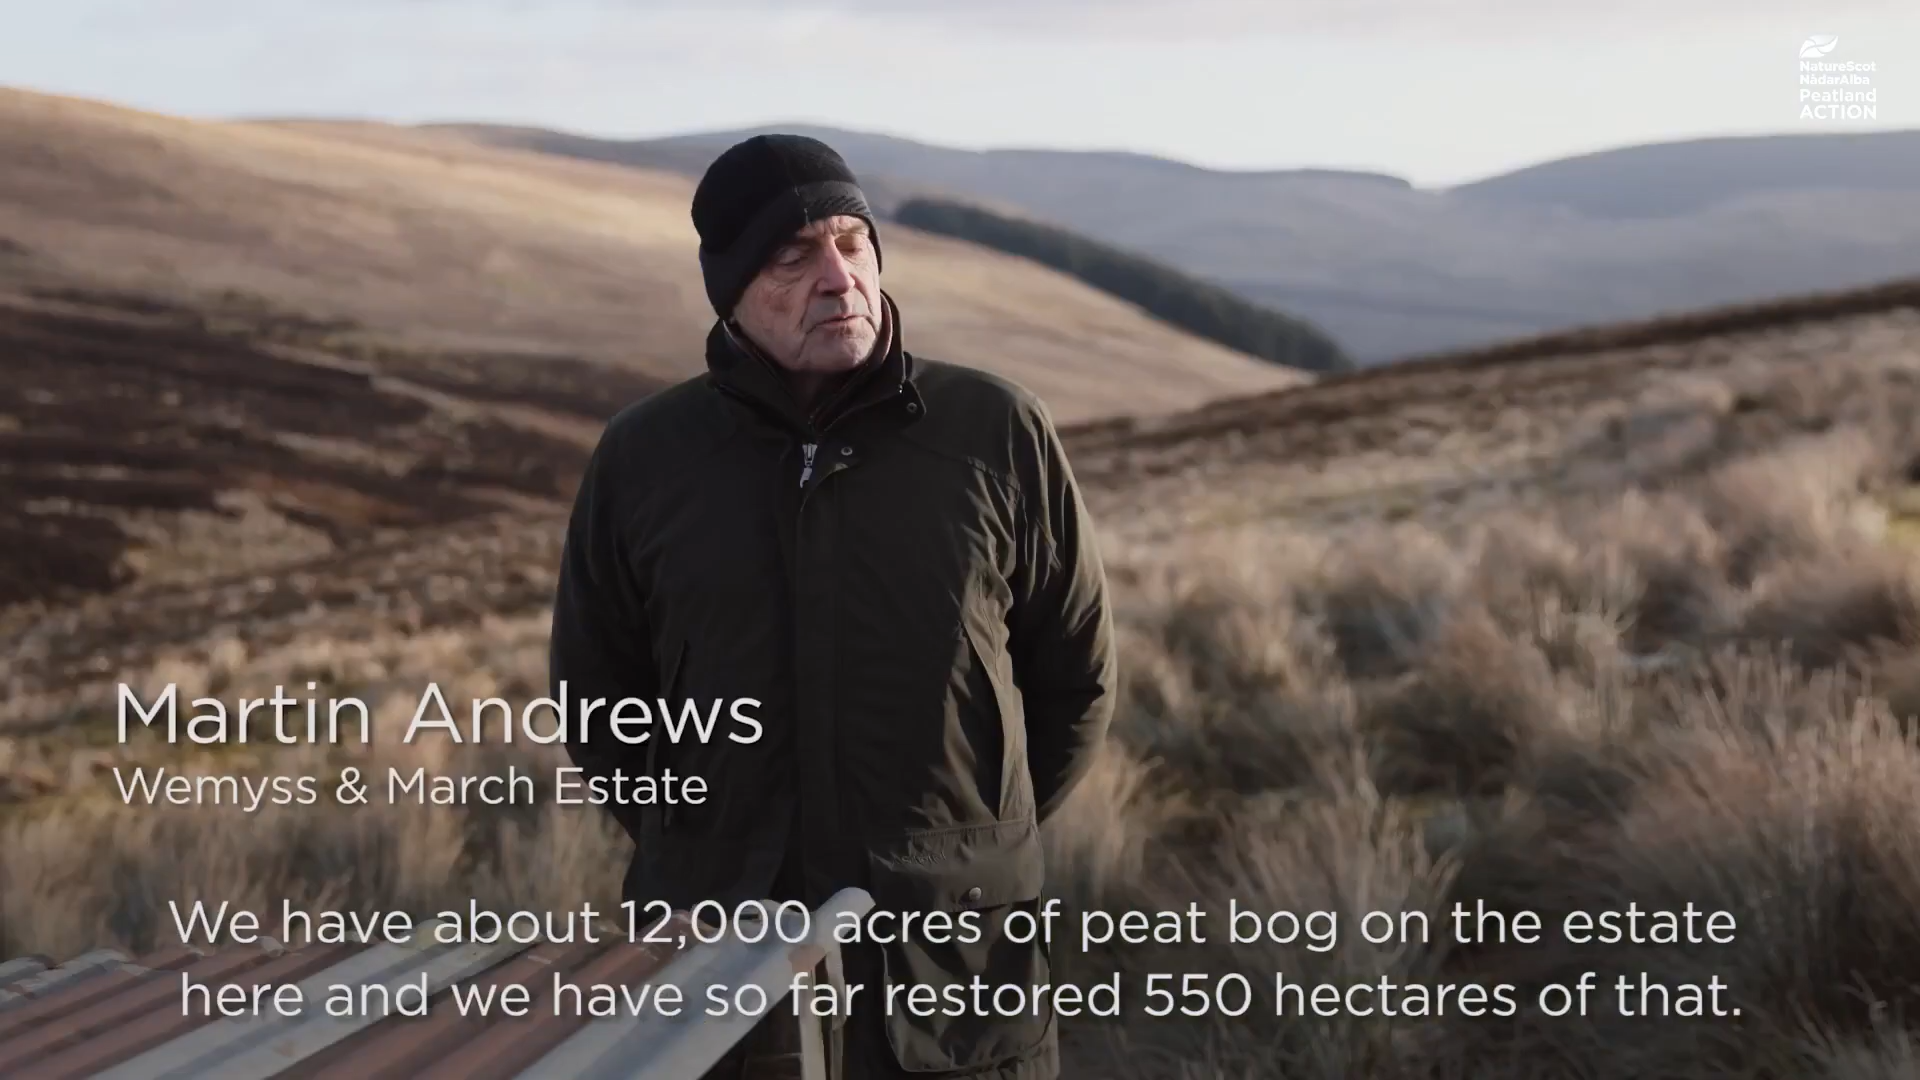 NatureScot
NàdarAlba
Peatland
ACTION
Martin Andrews
Wemyss & March Estate
We have about 12,000 acres of peat bog on the estate
here and we have so far restored 550 hectares of that.